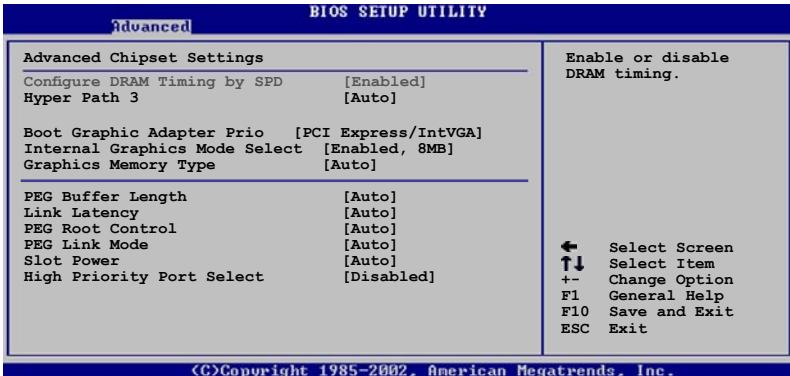 BIOS SETUP UTILITY
Advanced
Advanced Chipset Settings
Configure DRAM Timing by SPD [Enabled]
Hyper Path 3 [Auto]
Boot Graphic Adapter Prio [PCI Express/IntVGA]
Internal Graphics Mode Select [Enabled, 8MB]
Graphics Memory Type [Auto]
PEG Buffer Length [Auto]
Link Latency [Auto]
PEG Root Control [Auto]
PEG Link Mode [Auto]
Slot Power [Auto]
High Priority Port Select [Disabled]
Enable or disable
DRAM timing.
← Select Screen
↑↓ Select Item
+- Change Option
F1 General Help
F10 Save and Exit
ESC Exit
(C)Copyright 1985-2002, American Megatrends, Inc.